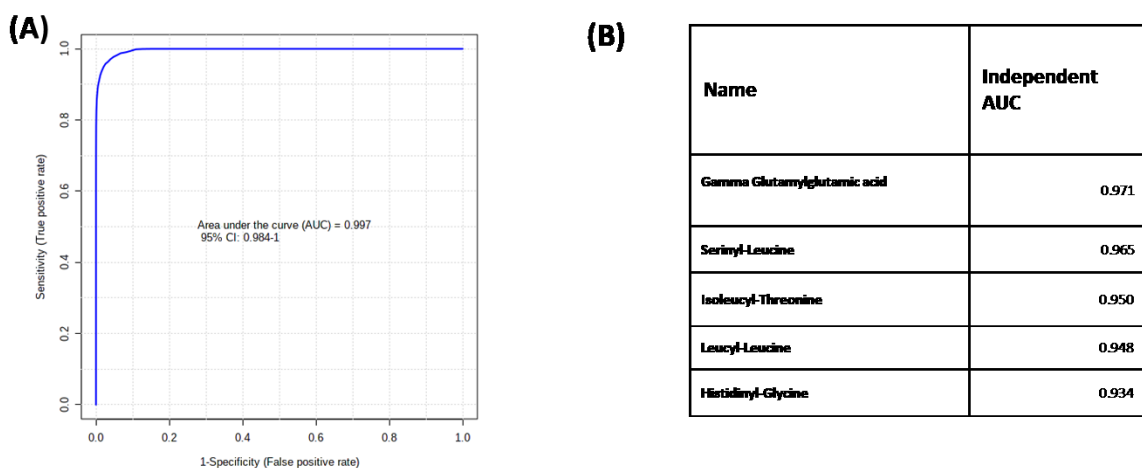 (A)
1.0
0.8
0.6
0.4
0.2
0.0
Sensitivity (True positive rate)
Area under the curve (AUC) = 0.997
95% CI: 0.984-1
0.0 0.2 0.4 0.6 0.8 1.0
1-Specificity (False positive rate)
(B)
Name Independent
AUC
Gamma Glutamylglutamic acid 0.971
Serinyl-Leucine 0.965
Isoleucyl-Threonine 0.950
Leucyl-Leucine 0.948
Histidinyl-Glycine 0.934